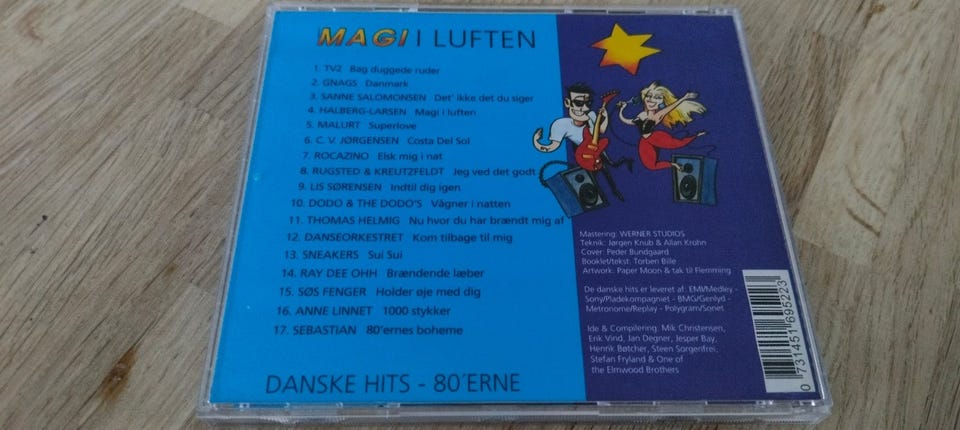 MAGI I LUFTEN
1. TV2 Bag duggede ruder
2. GNAGS Danmark
3. SANNE SALOMONSEN Det' ikke det du siger
4. HALBERG-LARSEN Magi i luften
5. MALURT Superlove
6. C. V. JØRGENSEN Costa Del Sol
7. ROCAZINO Elsk mig i nat
8. RUGSTED & KREUTZFELDT Jeg ved det godt
9. LIS SØRENSEN Indtil dig igen
10. DODO & THE DODO'S Vågner i natten
11. THOMAS HELMIG Nu hvor du har brændt mig af
12. DANSEORKESTRET Kom tilbage til mig
13. SNEAKERS Sui Sui
14. RAY DEE OHH Brændende læber
15. SØS FENGER Holder øje med dig
16. ANNE LINNET 1000 stykker
17. SEBASTIAN 80'ernes boheme
DANSKE HITS - 80'ERNE
Mastering: WERNER STUDIOS
Teknik: Jørgen Knub & Allan Krohn
Cover: Peder Bundgaard
Booklet/tekst: Torben Bille
Artwork: Paper Moon & tak til Flemming
De danske hits er leveret af: EMI/Medley -
Sony/Pladekompagniet - BMG/Genlyd -
Metronome/Replay - Polygram/Sonet
Ide & Compilering: Mik Christensen,
Erik Vind, Jan Degner, Jesper Bay,
Henrik Bøtcher, Steen Sorgenfrei,
Stefan Fryland & One of
the Elmwood Brothers
0 731451 695223